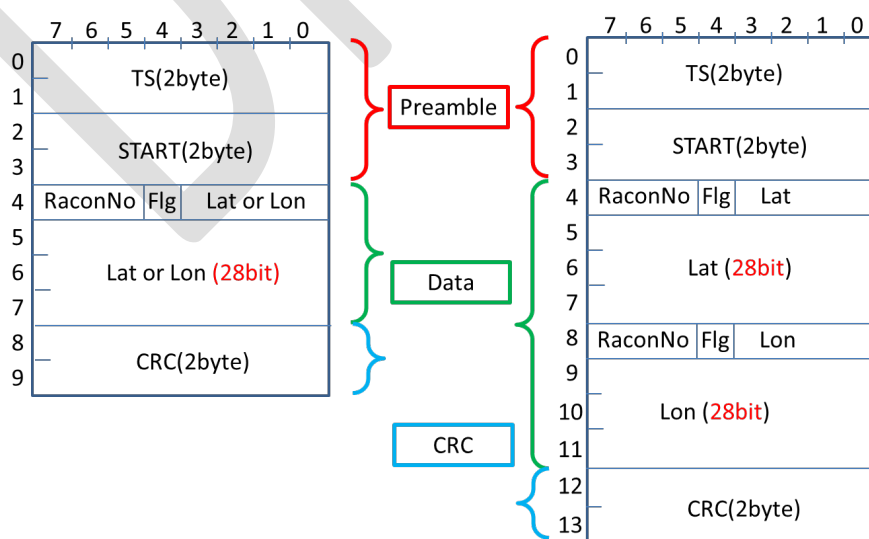 7 6 5 4 3 2 1 0
0
TS(2byte)
1
2
START(2byte)
3
4 RaconNo Flg Lat or Lon
5
6 Lat or Lon (28bit)
7
8
CRC(2byte)
9
Preamble
Data
CRC
7 6 5 4 3 2 1 0
0
TS(2byte)
1
2
START(2byte)
3
4 RaconNo Flg Lat
5
6 Lat (28bit)
7
8 RaconNo Flg Lon
9
10 Lon (28bit)
11
12
CRC(2byte)
13